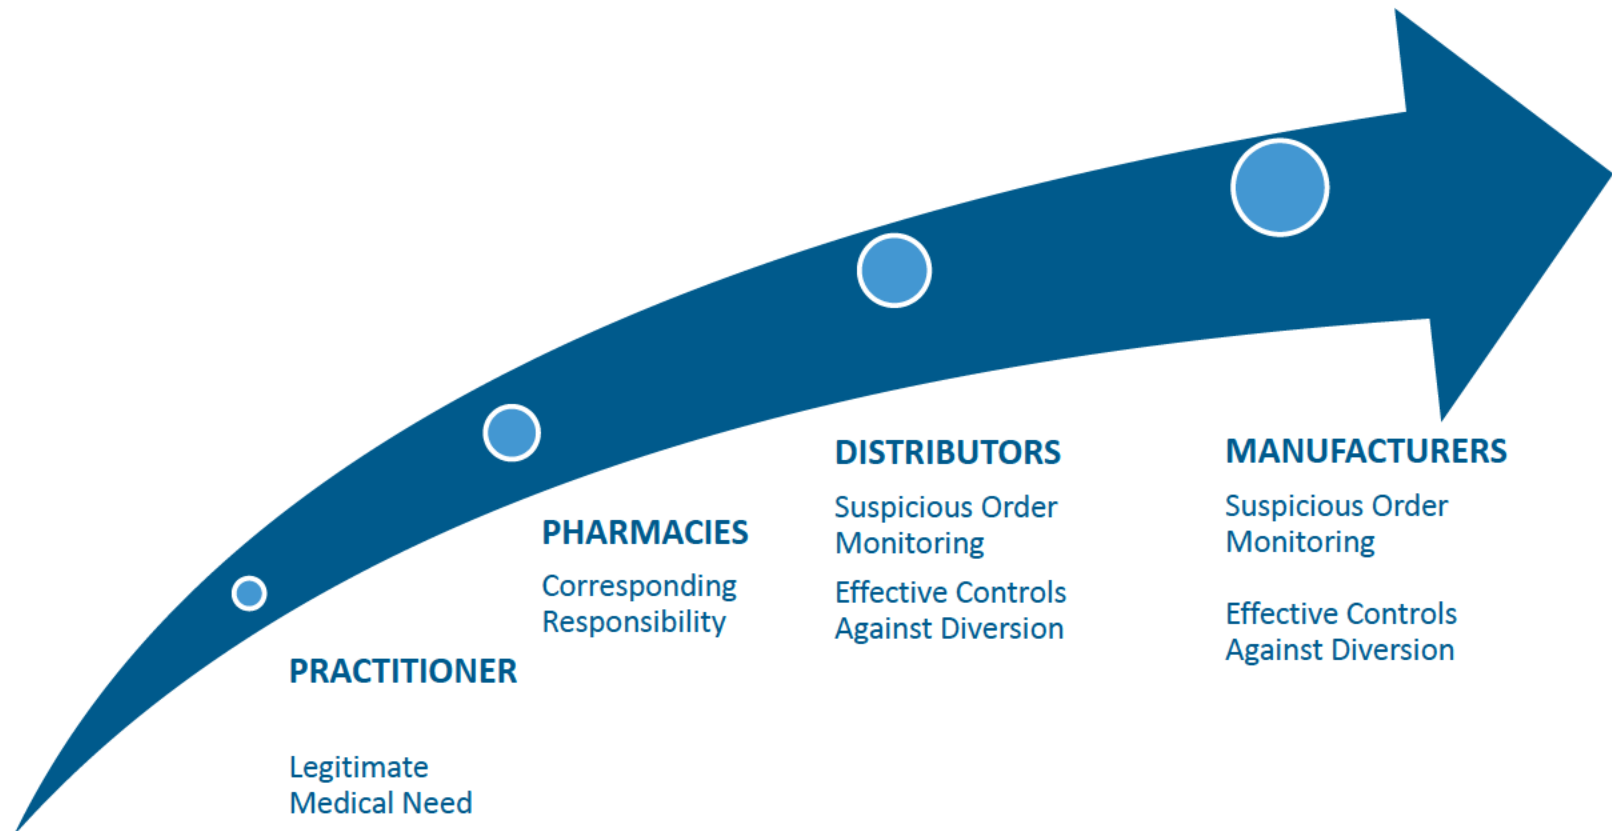 PRACTITIONER
Legitimate
Medical Need
PHARMACIES
Corresponding
Responsibility
DISTRIBUTORS
Suspicious Order
Monitoring
Effective Controls
Against Diversion
MANUFACTURERS
Suspicious Order
Monitoring
Effective Controls
Against Diversion